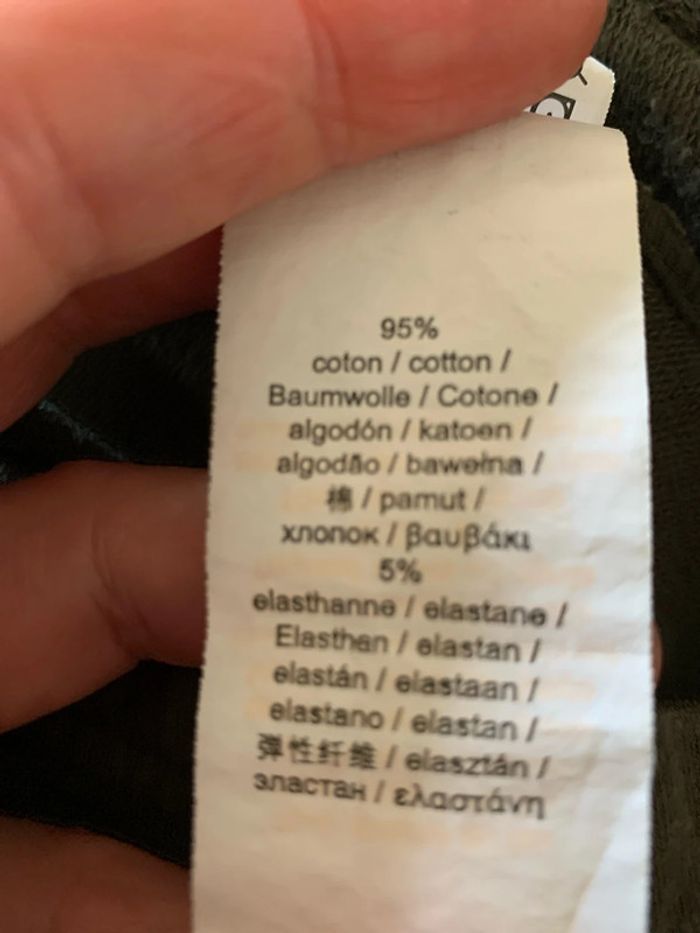 95%
coton / cotton /
Baumwolle / Cotone /
algodón / katoen /
algodão / bawełna /
棉 / pamut /
хлопок / βαμβάκι
5%
elasthanne / elastane /
Elasthan / elastan /
elastán / elastaan /
elastano / elastan /
弹性纤维 / elasztán /
эластан / ελαστάνη